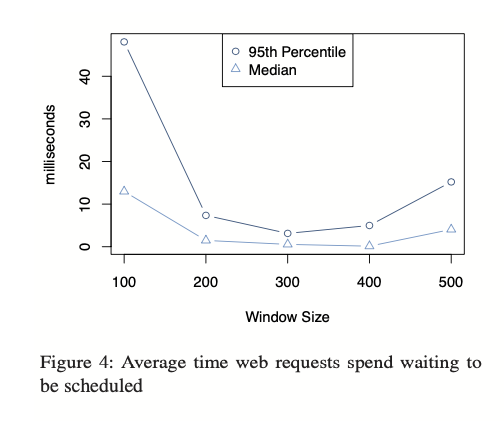 95th Percentile
Median
milliseconds
40
30
20
10
0
100 200 300 400 500
Window Size
Figure 4: Average time web requests spend waiting to
be scheduled